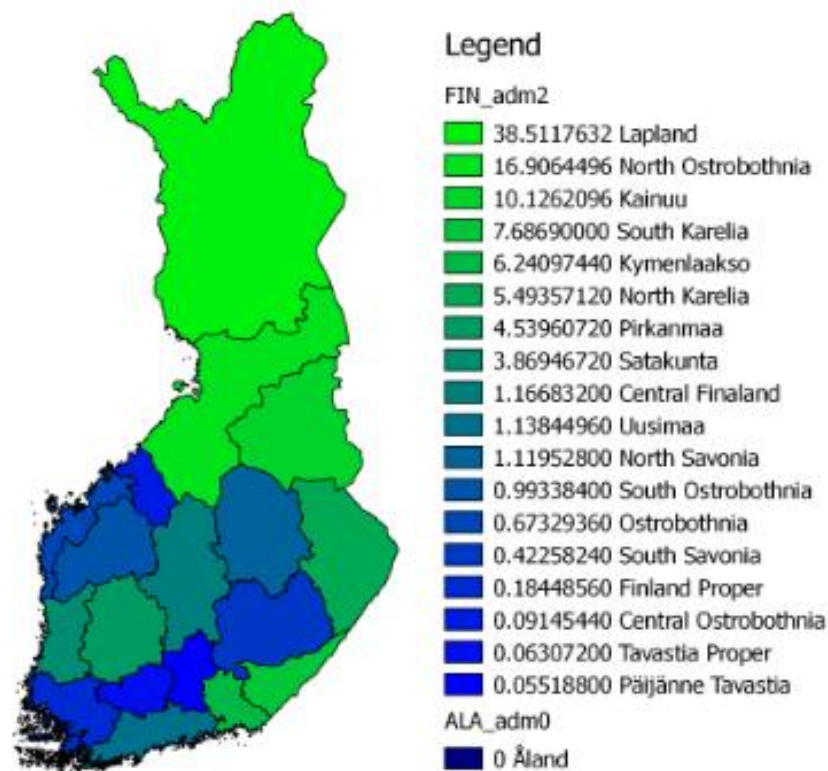 Legend
FIN_adm2
38.5117632 Lapland
16.9064496 North Ostrobothnia
10.1262096 Kainuu
7.68690000 South Karelia
6.24097440 Kymenlaakso
5.49357120 North Karelia
4.53960720 Pirkanmaa
3.86946720 Satakunta
1.16683200 Central Finaland
1.13844960 Uusimaa
1.11952800 North Savonia
0.99338400 South Ostrobothnia
0.67329360 Ostrobothnia
0.42258240 South Savonia
0.18448560 Finland Proper
0.09145440 Central Ostrobothnia
0.06307200 Tavastia Proper
0.05518800 Päijänne Tavastia
ALA_adm0
0 Åland